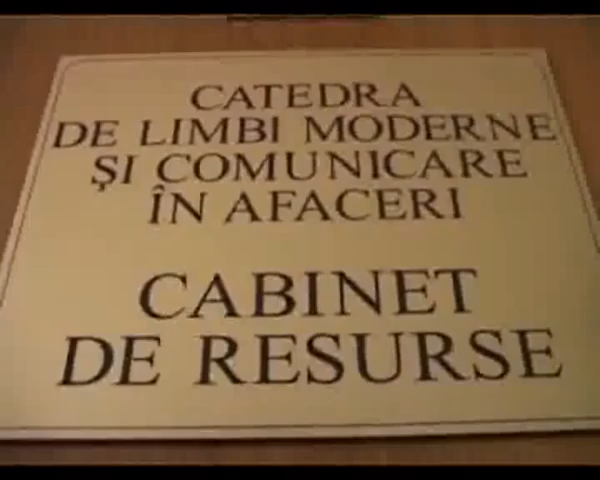 CATEDRA
DE LIMBI MODERNE
ŞI COMUNICARE
ÎN AFACERI
CABINET
DE RESURSE